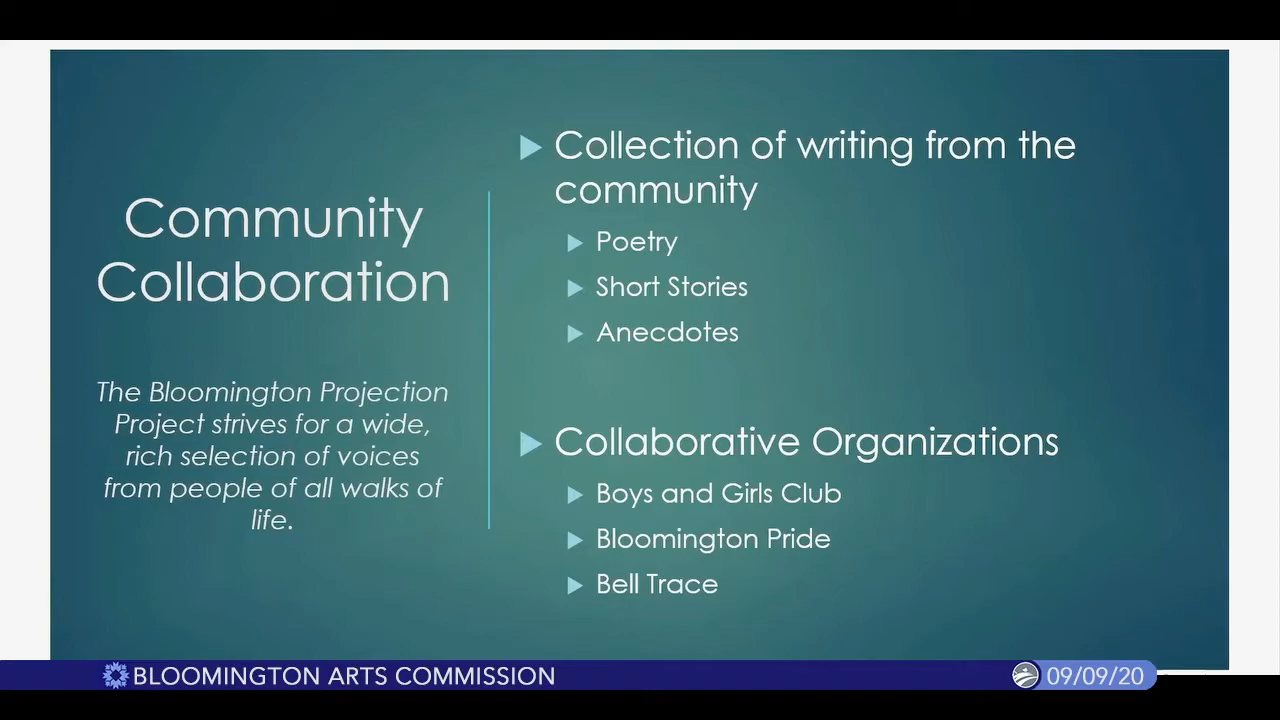 Community
Collaboration
The Bloomington Projection
Project strives for a wide,
rich selection of voices
from people of all walks of
life.
Collection of writing from the
community
Poetry
Short Stories
Anecdotes
Collaborative Organizations
Boys and Girls Club
Bloomington Pride
Bell Trace
BLOOMINGTON ARTS COMMISSION
09/09/20